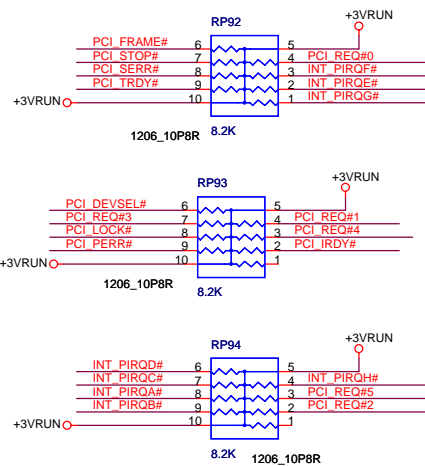 RP92 +3VRUN
PCI_FRAME# 6 5
PCI_STOP# 7 4 PCI_REQ#0
PCI_SERR# 8 3 INT_PIRQF#
PCI_TRDY# 9 2 INT_PIRQE#
+3VRUN 10 1 INT_PIRQG#
1206_10P8R 8.2K
RP93 +3VRUN
PCI_DEVSEL# 6 5
PCI_REQ#3 7 4 PCI_REQ#1
PCI_LOCK# 8 3 PCI_REQ#4
PCI_PERR# 9 2 PCI_IRDY#
+3VRUN 10 1
1206_10P8R 8.2K
RP94 +3VRUN
INT_PIRQD# 6 5
INT_PIRQC# 7 4 INT_PIRQH#
INT_PIRQA# 8 3 PCI_REQ#5
INT_PIRQB# 9 2 PCI_REQ#2
+3VRUN 10 1
8.2K 1206_10P8R